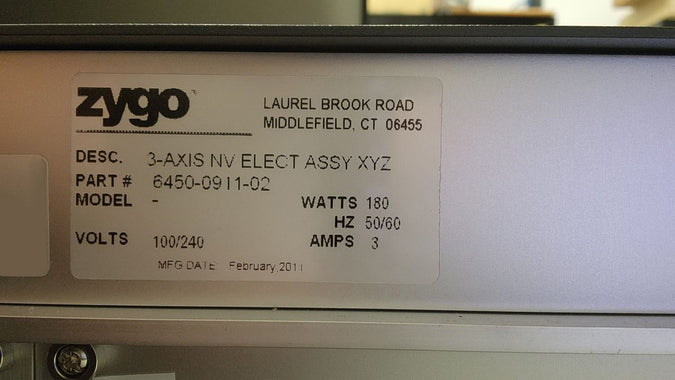 zygo
LAUREL BROOK ROAD
MIDDLEFIELD, CT 06455
DESC. 3-AXIS NV ELECT ASSY XYZ
PART # 6450-0911-02
MODEL -
WATTS 180
HZ 50/60
VOLTS 100/240
AMPS 3
MFG DATE February,2011